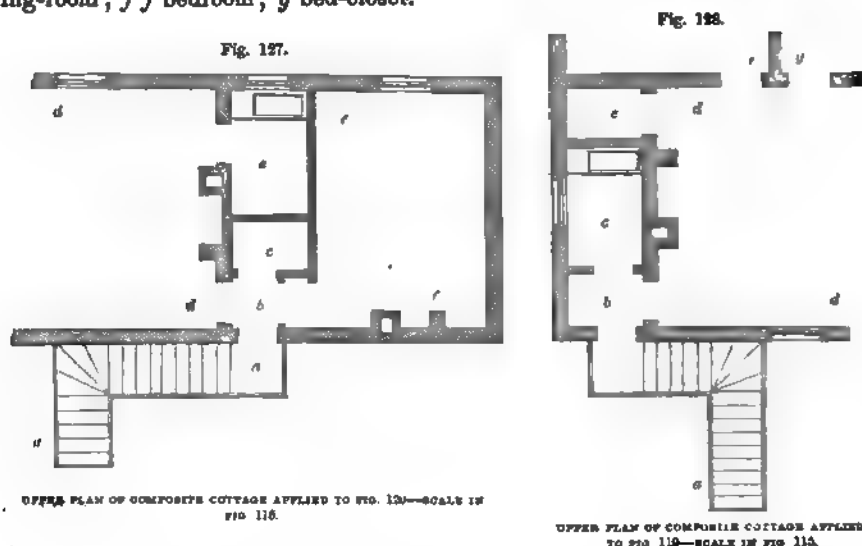 ing-room; f f bedroom; g bed-closet.
Fig. 127.
Fig. 128.
d
e
f
c
d
b
f
a
a
UPPER PLAN OF COMPOSITE COTTAGE APPLIED TO FIG. 120—SCALE IN
FIG 118.
g
e
d
c
b
d
a
UPPER PLAN OF COMPOSITE COTTAGE APPLIED
TO FIG 119—SCALE IN FIG 115.